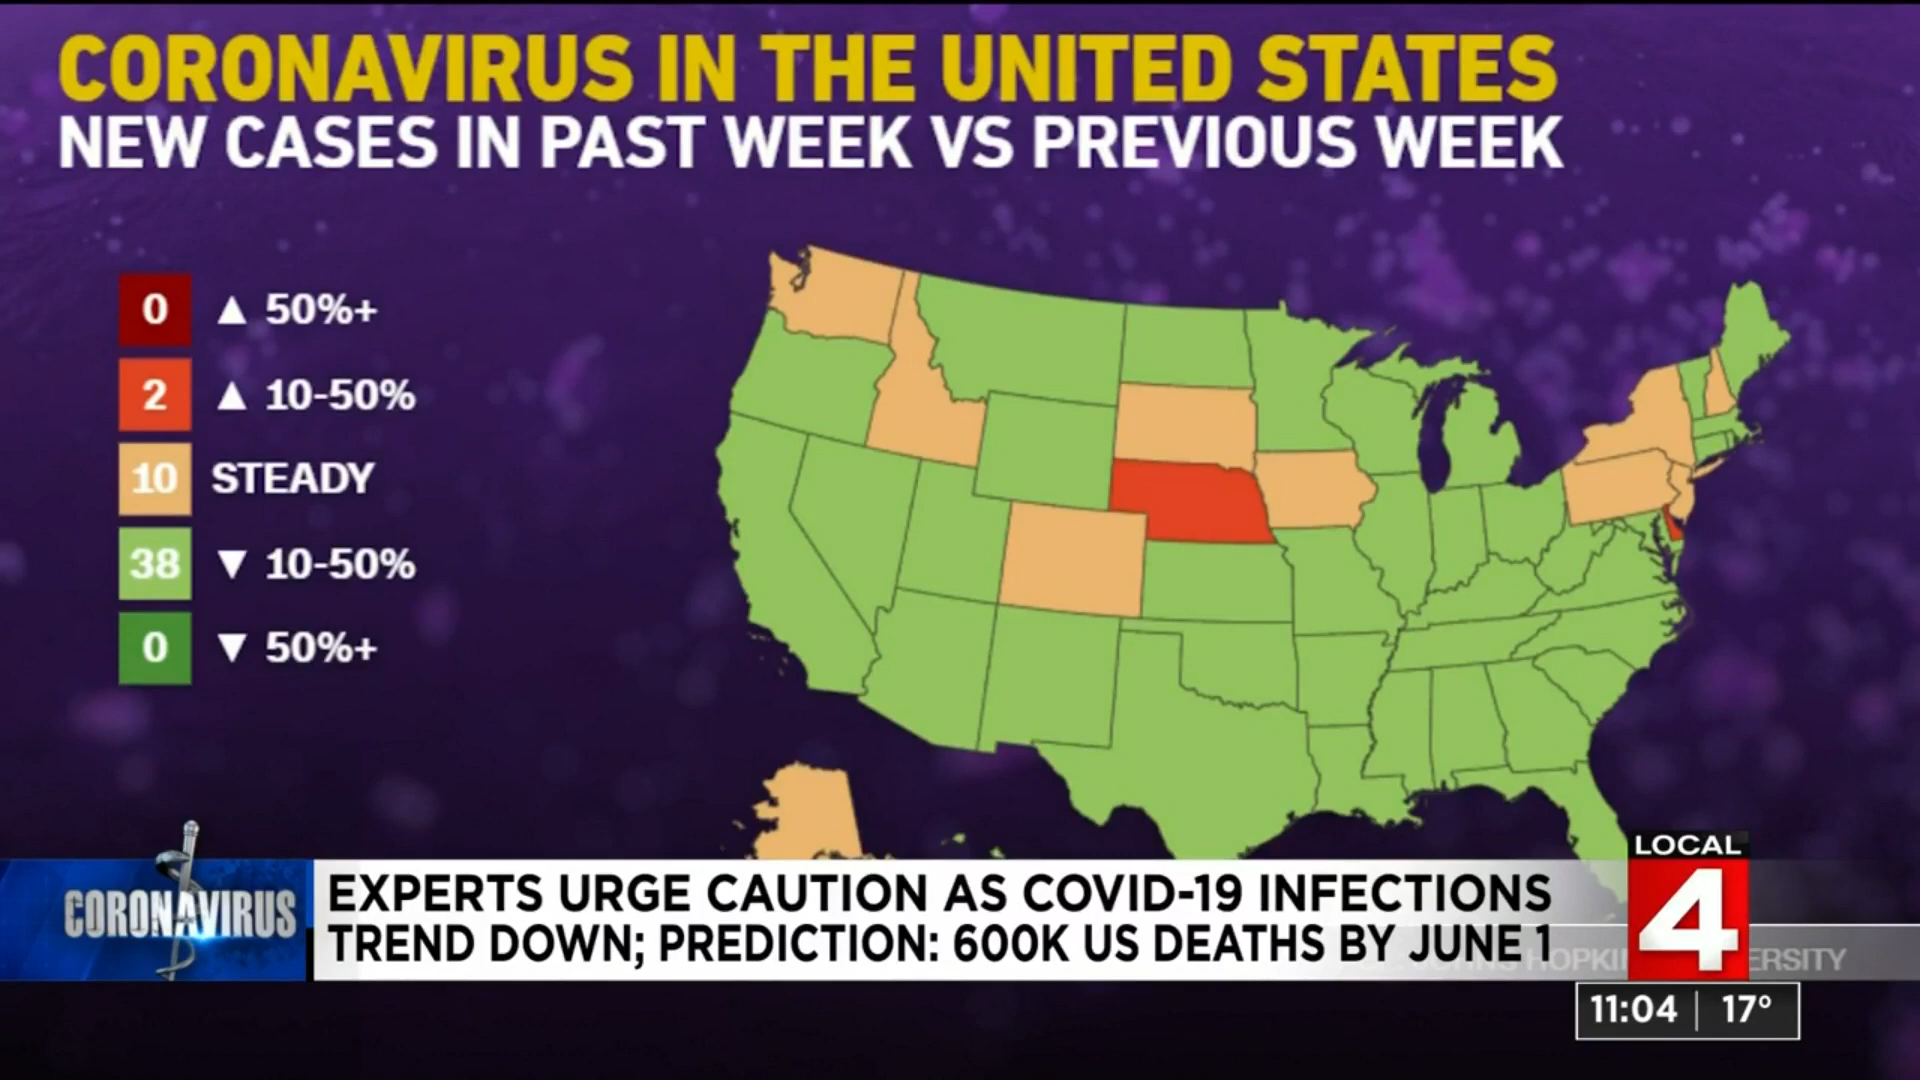 CORONAVIRUS IN THE UNITED STATES
NEW CASES IN PAST WEEK VS PREVIOUS WEEK
0 ▲ 50%+
2 ▲ 10-50%
10 STEADY
38 ▼ 10-50%
0 ▼ 50%+
CORONAVIRUS
EXPERTS URGE CAUTION AS COVID-19 INFECTIONS
TREND DOWN; PREDICTION: 600K US DEATHS BY JUNE 1
LOCAL
4
11:04 | 17°